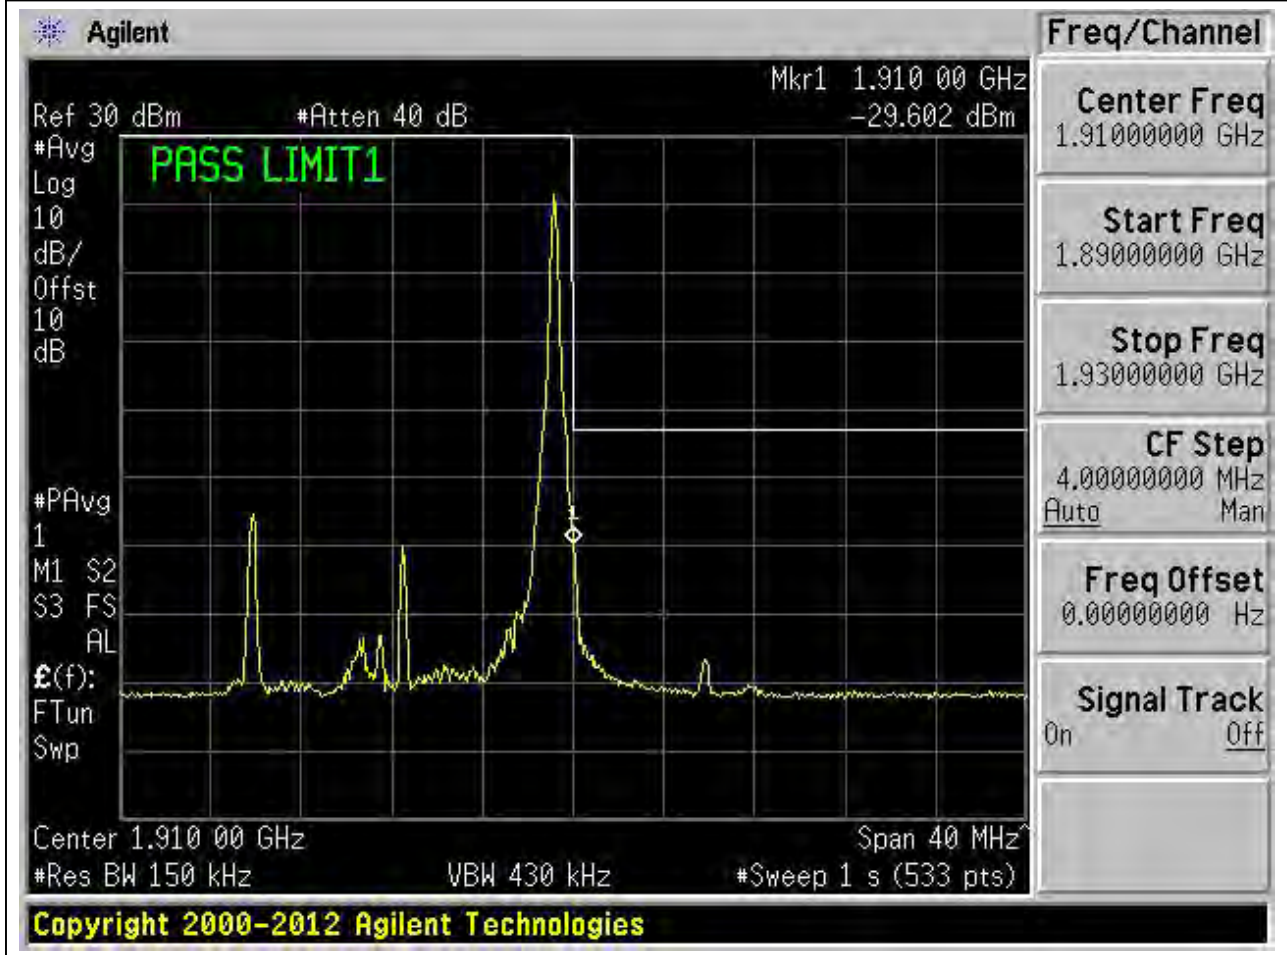 Agilent
Freq/Channel
Mkr1 1.910 00 GHz
Ref 30 dBm #Atten 40 dB -29.602 dBm
#Avg
Log
10
dB/
Offst
10
dB
PASS LIMIT1
#PAvg
1
M1 S2
S3 FS
AL
£(f):
FTun
Swp
1
Center 1.910 00 GHz Span 40 MHz^
#Res BW 150 kHz VBW 430 kHz #Sweep 1 s (533 pts)
Copyright 2000-2012 Agilent Technologies
Center Freq
1.91000000 GHz
Start Freq
1.89000000 GHz
Stop Freq
1.93000000 GHz
CF Step
4.00000000 MHz
Auto Man
Freq Offset
0.00000000 Hz
Signal Track
On Off